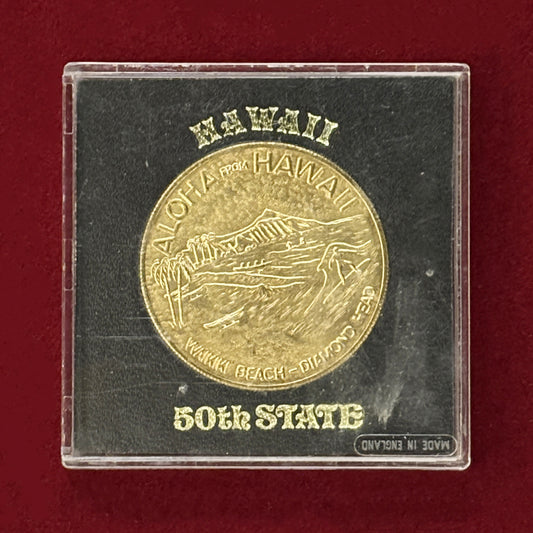 HAWAII
ALOHA FROM HAWAII
WAIKIKI BEACH - DIAMOND HEAD
50th STATE
MADE IN ENGLAND